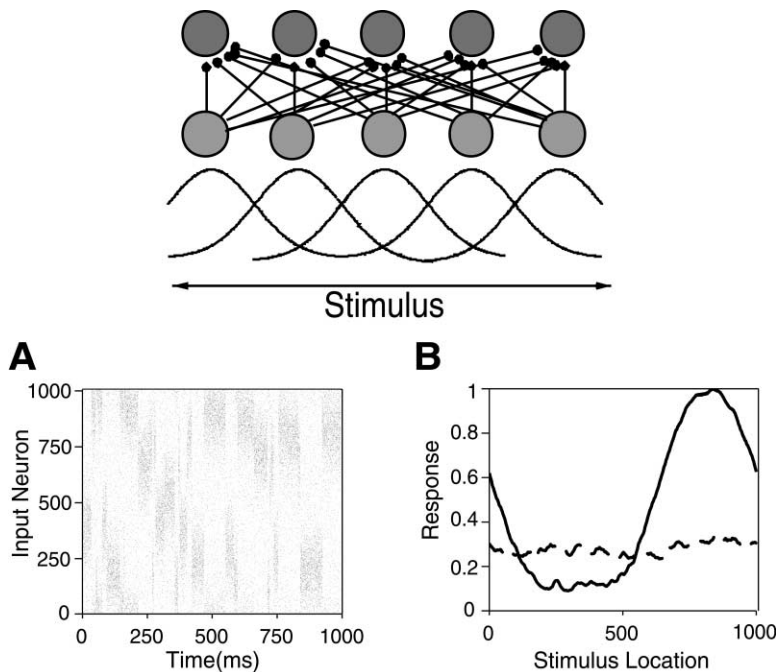 Stimulus
A
B
1000
750
500
250
0
Input Neuron
0 250 500 750 1000
Time(ms)
1
0.8
0.6
0.4
0.2
0
Response
0 500 1000
Stimulus Location